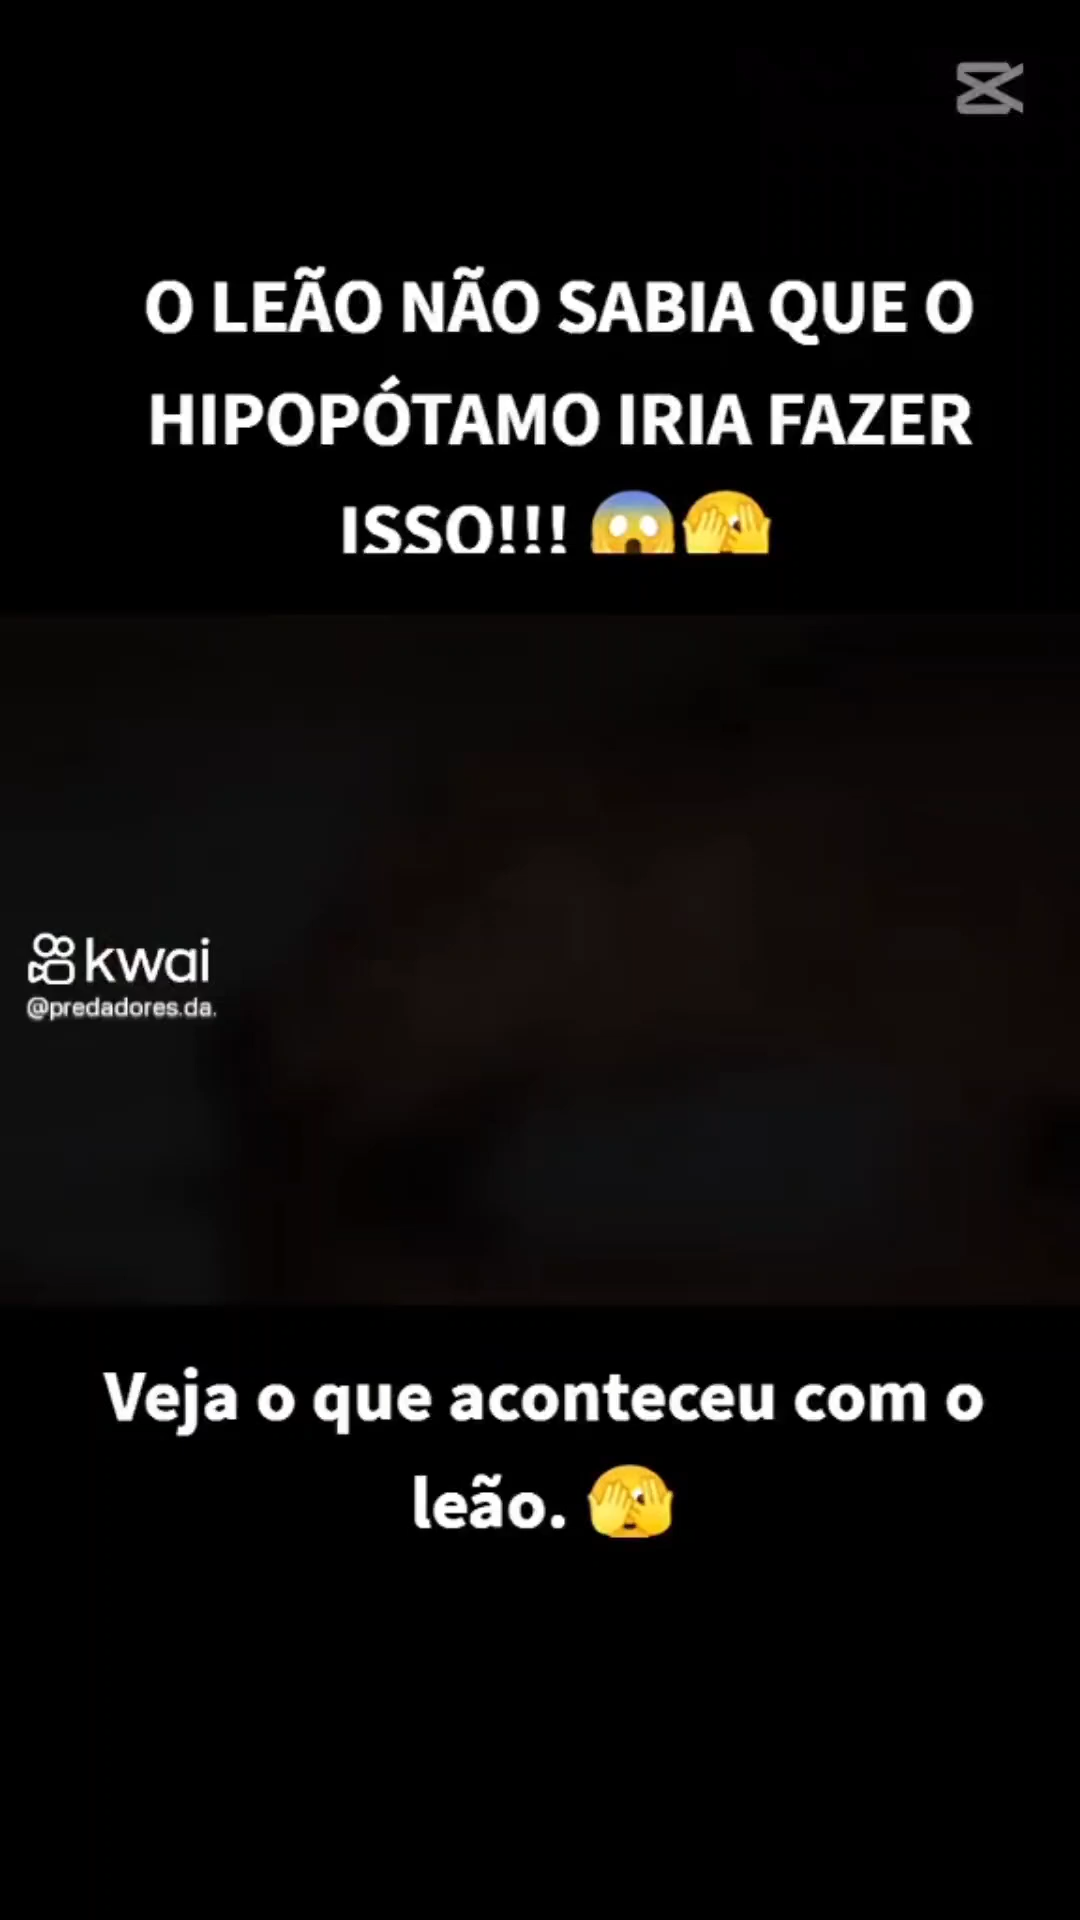 O LEÃO NÃO SABIA QUE O
HIPOPÓTAMO IRIA FAZER
ISSO!!! 😱🫣
kwai
@predadores.da.
Veja o que aconteceu com o
leão. 🫣